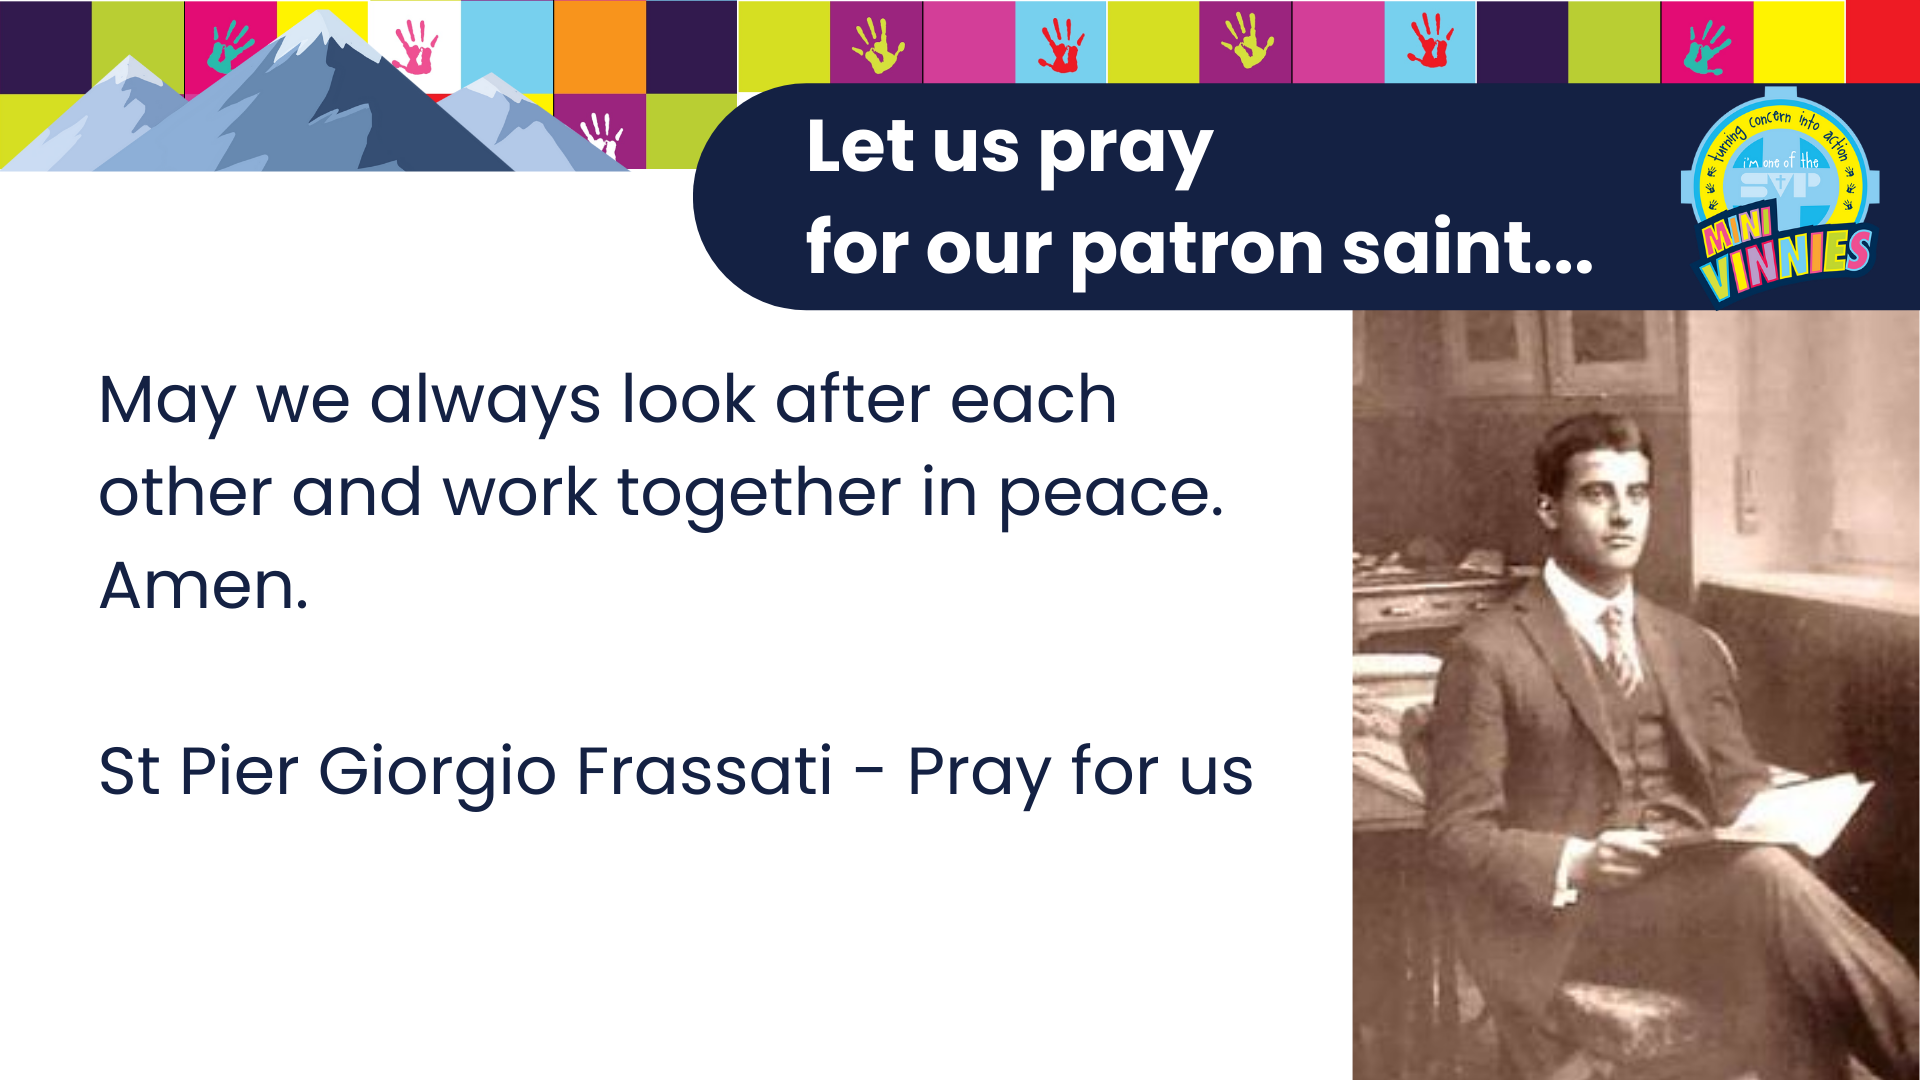 Let us pray
for our patron saint...
turning concern into action
i'm one of the
SVP
MINI
VINNIES
May we always look after each
other and work together in peace.
Amen.
St Pier Giorgio Frassati - Pray for us